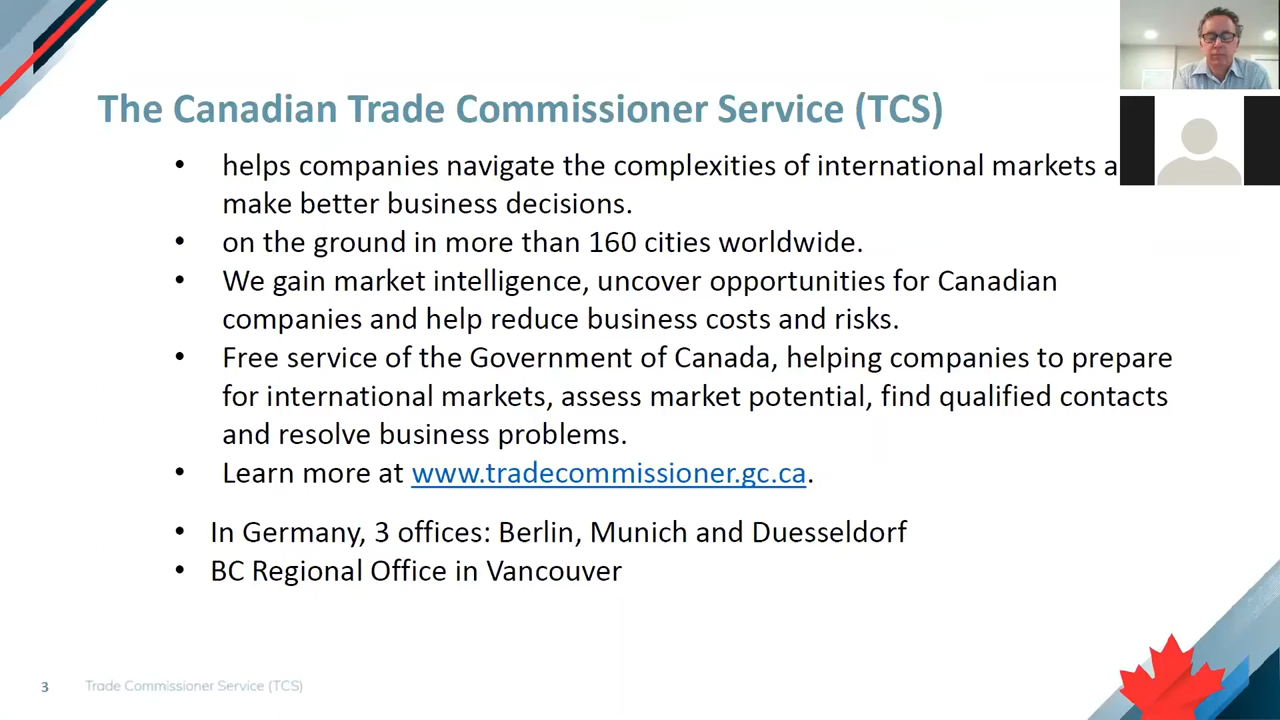 The Canadian Trade Commissioner Service (TCS)
• helps companies navigate the complexities of international markets a
make better business decisions.
• on the ground in more than 160 cities worldwide.
• We gain market intelligence, uncover opportunities for Canadian
companies and help reduce business costs and risks.
• Free service of the Government of Canada, helping companies to prepare
for international markets, assess market potential, find qualified contacts
and resolve business problems.
• Learn more at www.tradecommissioner.gc.ca.
• In Germany, 3 offices: Berlin, Munich and Duesseldorf
• BC Regional Office in Vancouver
3 Trade Commissioner Service (TCS)